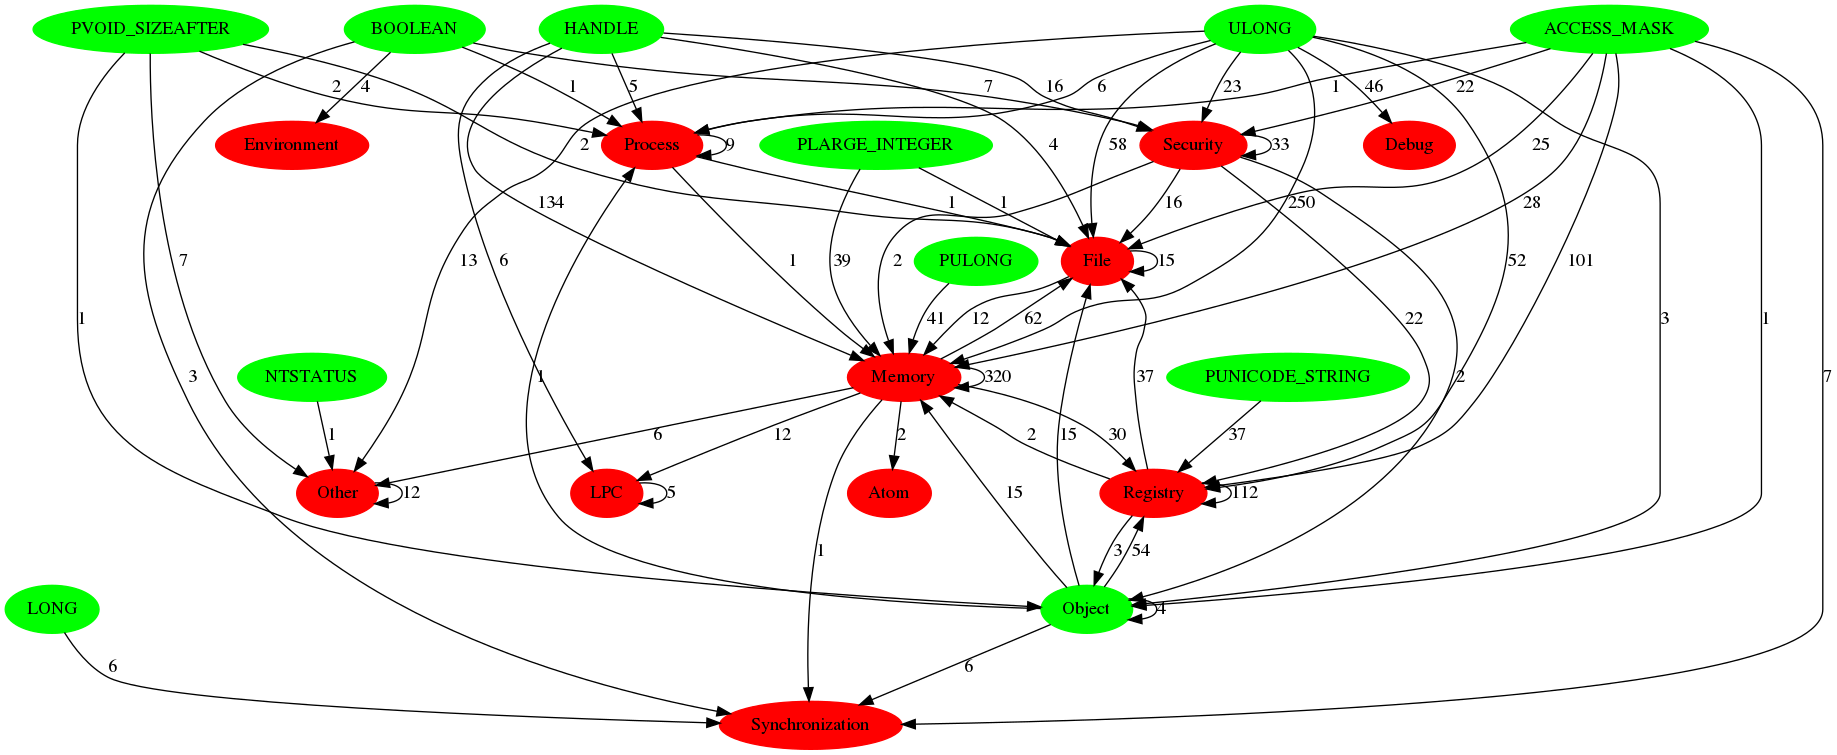 PVOID_SIZEAFTER BOOLEAN HANDLE ULONG ACCESS_MASK
4 2 1 5 7 16 6 1 23 46 22
Environment Process 9 PLARGE_INTEGER Security 33 Debug
2 134 4 1 1 58 16 250 25 28
7 13 6 1 39 2 PULONG File 15 52 101
1 41 12 62 22 3 1
NTSTATUS 3 1 Memory 320 37 PUNICODE_STRING 2 7
1 6 12 2 15 15 2 30 37
Other 12 LPC 5 Atom Registry 112
1 3 54
LONG Object 4
6 6
Synchronization